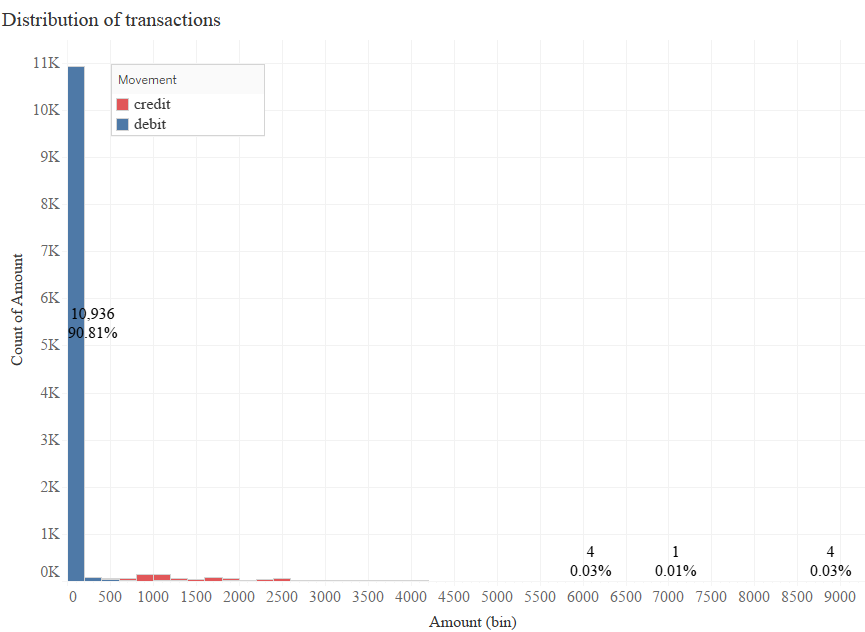 Distribution of transactions
Movement
credit
debit
Count of Amount
11K
10K
9K
8K
7K
6K
5K
4K
3K
2K
1K
0K
10,936
90.81%
4
0.03%
1
0.01%
4
0.03%
0 500 1000 1500 2000 2500 3000 3500 4000 4500 5000 5500 6000 6500 7000 7500 8000 8500 9000
Amount (bin)